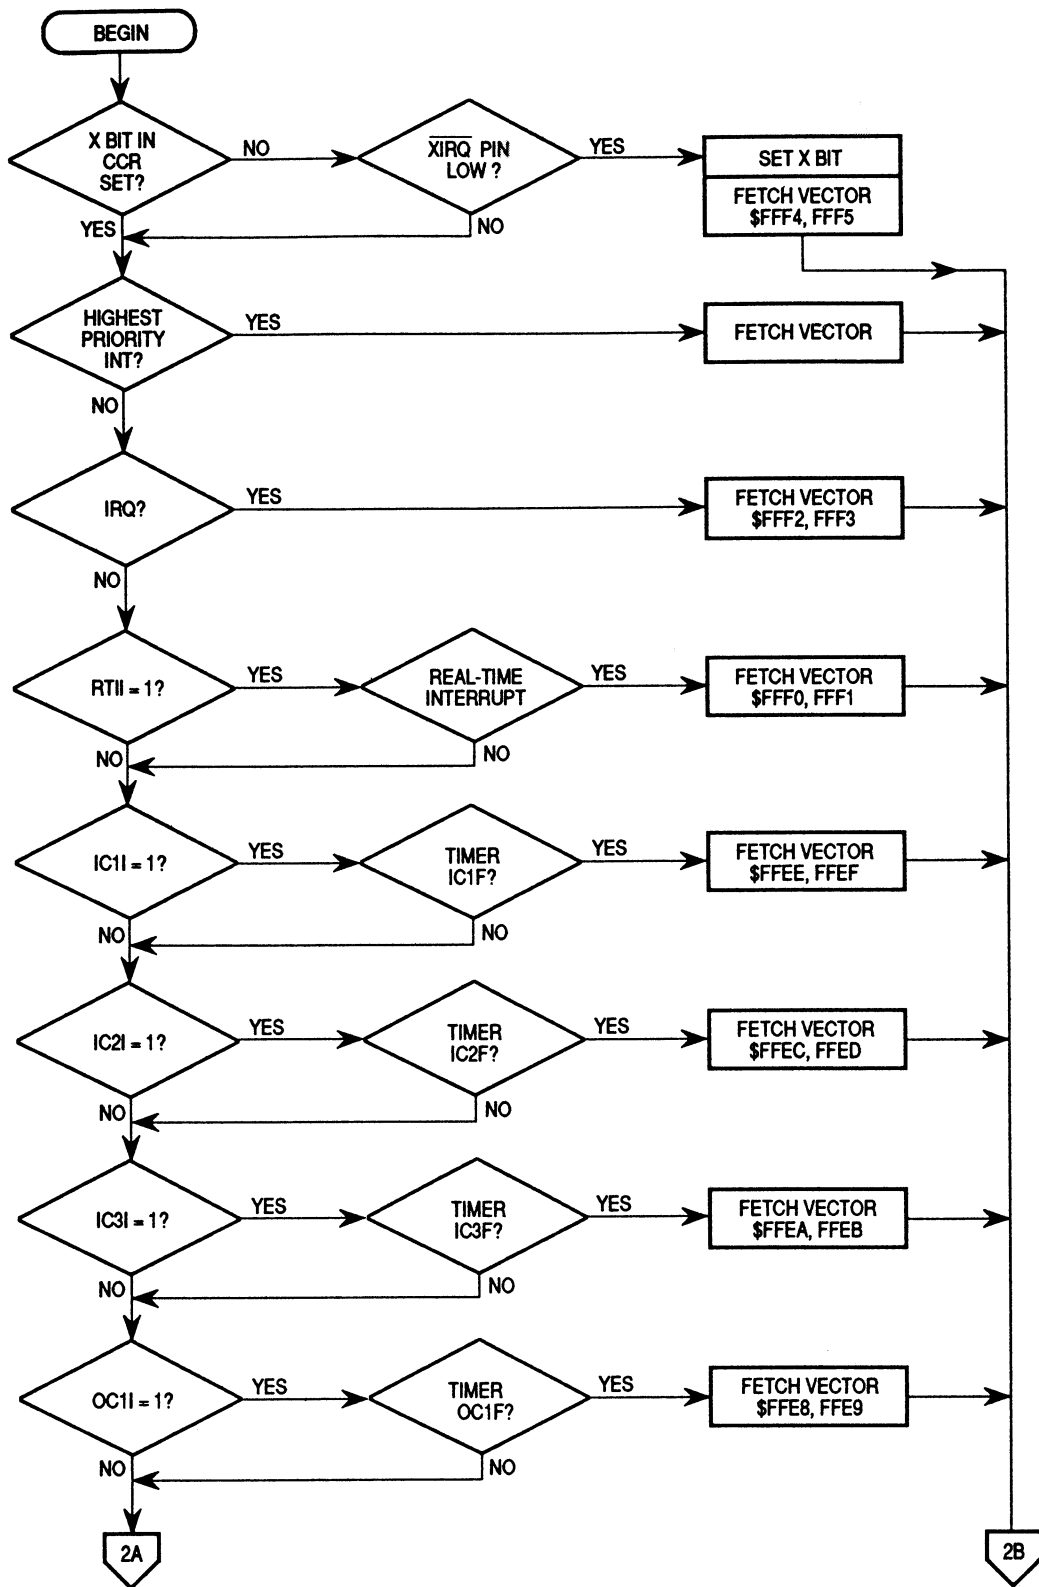 BEGIN
X BIT IN
CCR
SET?
NO
XIRQ PIN
LOW ?
YES
SET X BIT
FETCH VECTOR
$FFF4, FFF5
YES
NO
HIGHEST
PRIORITY
INT?
YES
FETCH VECTOR
NO
IRQ?
YES
FETCH VECTOR
$FFF2, FFF3
NO
RTII = 1?
YES
REAL-TIME
INTERRUPT
YES
FETCH VECTOR
$FFF0, FFF1
NO
NO
IC1I = 1?
YES
TIMER
IC1F?
YES
FETCH VECTOR
$FFEE, FFEF
NO
NO
IC2I = 1?
YES
TIMER
IC2F?
YES
FETCH VECTOR
$FFEC, FFED
NO
NO
IC3I = 1?
YES
TIMER
IC3F?
YES
FETCH VECTOR
$FFEA, FFEB
NO
NO
OC1I = 1?
YES
TIMER
OC1F?
YES
FETCH VECTOR
$FFE8, FFE9
NO
NO
2A
2B